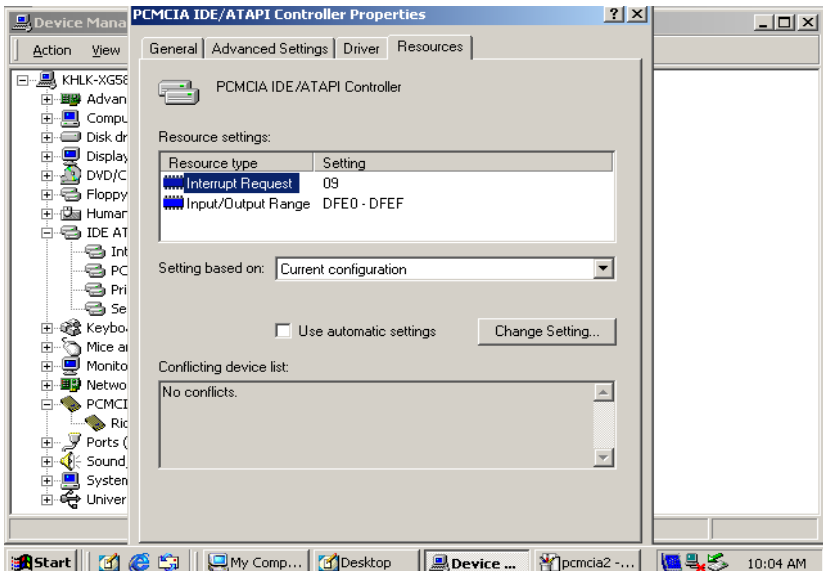 Device Mana
Action View
KHLK-XG58
Advan
Compu
Disk dr
Display
DVD/C
Floppy
Human
IDE AT
Int
PC
Pri
Se
Keybo
Mice a
Monito
Netwo
PCMCI
Ric
Ports (
Sound,
System
Univer
PCMCIA IDE/ATAPI Controller Properties
General Advanced Settings Driver Resources
PCMCIA IDE/ATAPI Controller
Resource settings:
Resource type Setting
Interrupt Request 09
Input/Output Range DFE0 - DFEF
Setting based on: Current configuration
Use automatic settings Change Setting...
Conflicting device list:
No conflicts.
Start My Comp... Desktop Device ... pcmcia2 -... 10:04 AM